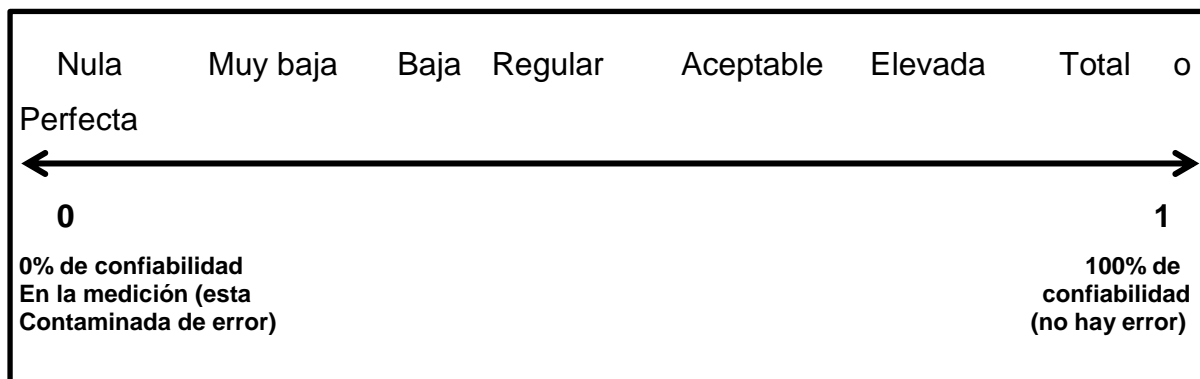 Nula Muy baja Baja Regular Aceptable Elevada Total o
Perfecta
0 1
0% de confiabilidad 100% de
En la medición (esta confiabilidad
Contaminada de error) (no hay error)